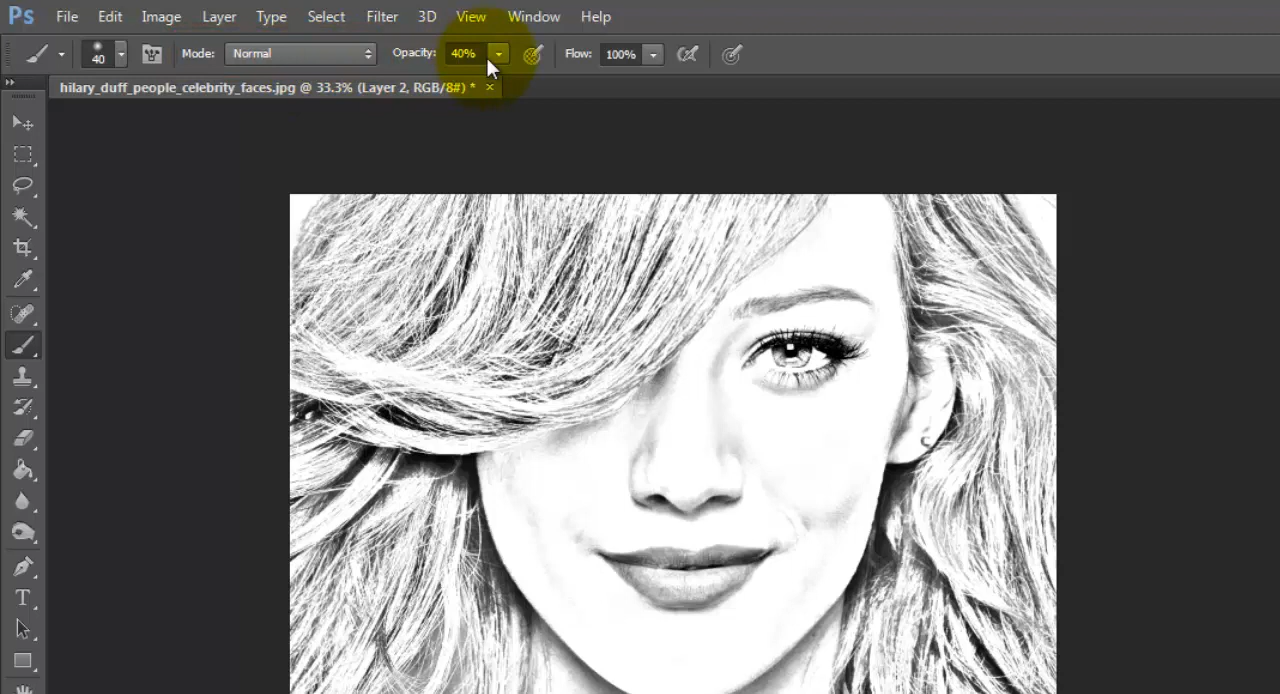 Ps File Edit Image Layer Type Select Filter 3D View Window Help
40 Mode: Normal Opacity: 40% Flow: 100%
hilary_duff_people_celebrity_faces.jpg @ 33.3% (Layer 2, RGB/8#) * ×
T